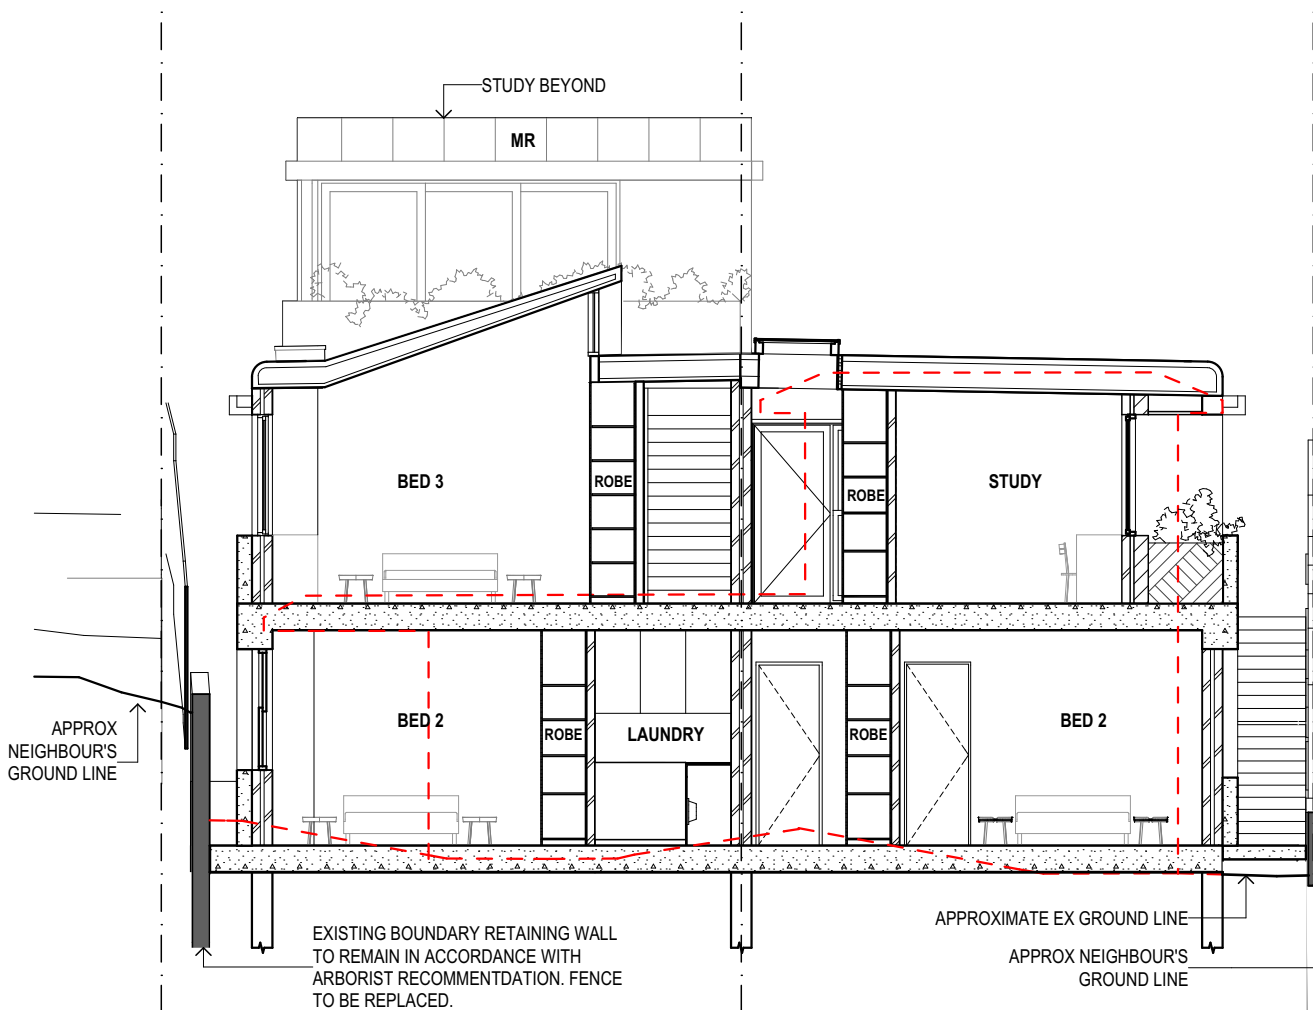 STUDY BEYOND
MR
BED 3
ROBE
ROBE
STUDY
APPROX
NEIGHBOUR'S
GROUND LINE
BED 2
ROBE
LAUNDRY
ROBE
BED 2
EXISTING BOUNDARY RETAINING WALL
TO REMAIN IN ACCORDANCE WITH
ARBORIST RECOMMENTDATION. FENCE
TO BE REPLACED.
APPROXIMATE EX GROUND LINE
APPROX NEIGHBOUR'S
GROUND LINE